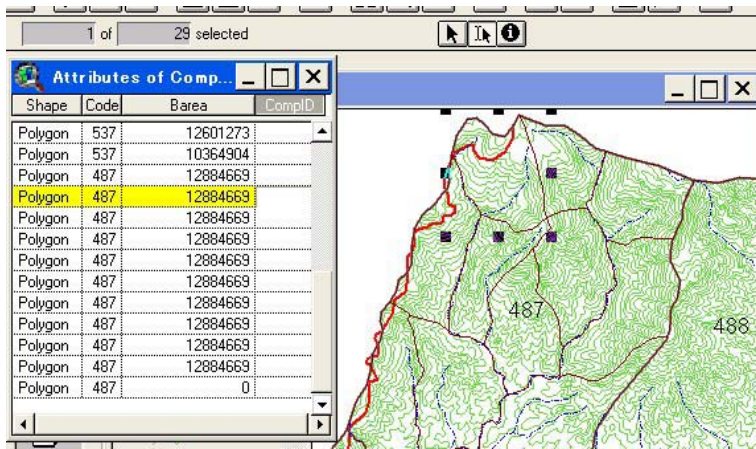 1 of 29 selected
Attributes of Comp...
Shape Code Barea CompID
Polygon 537 12601273
Polygon 537 10364904
Polygon 487 12884669
Polygon 487 12884669
Polygon 487 12884669
Polygon 487 12884669
Polygon 487 12884669
Polygon 487 12884669
Polygon 487 12884669
Polygon 487 12884669
Polygon 487 12884669
Polygon 487 12884669
Polygon 487 0
487
488